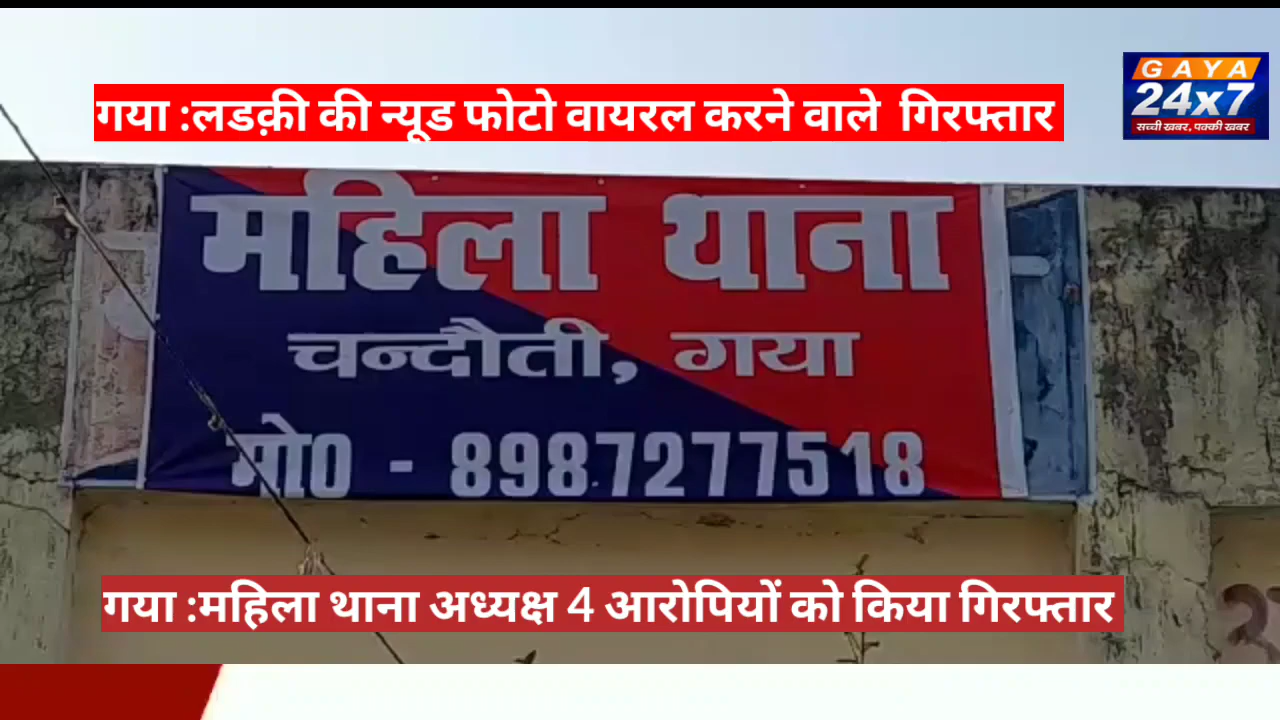 गया :लडक़ी की न्यूड फोटो वायरल करने वाले गिरफ्तार
GAYA
24x7
सच्ची खबर, पक्की खबर
महिला थाना
चन्दौती, गया
मो0 - 8987277518
गया :महिला थाना अध्यक्ष 4 आरोपियों को किया गिरफ्तार